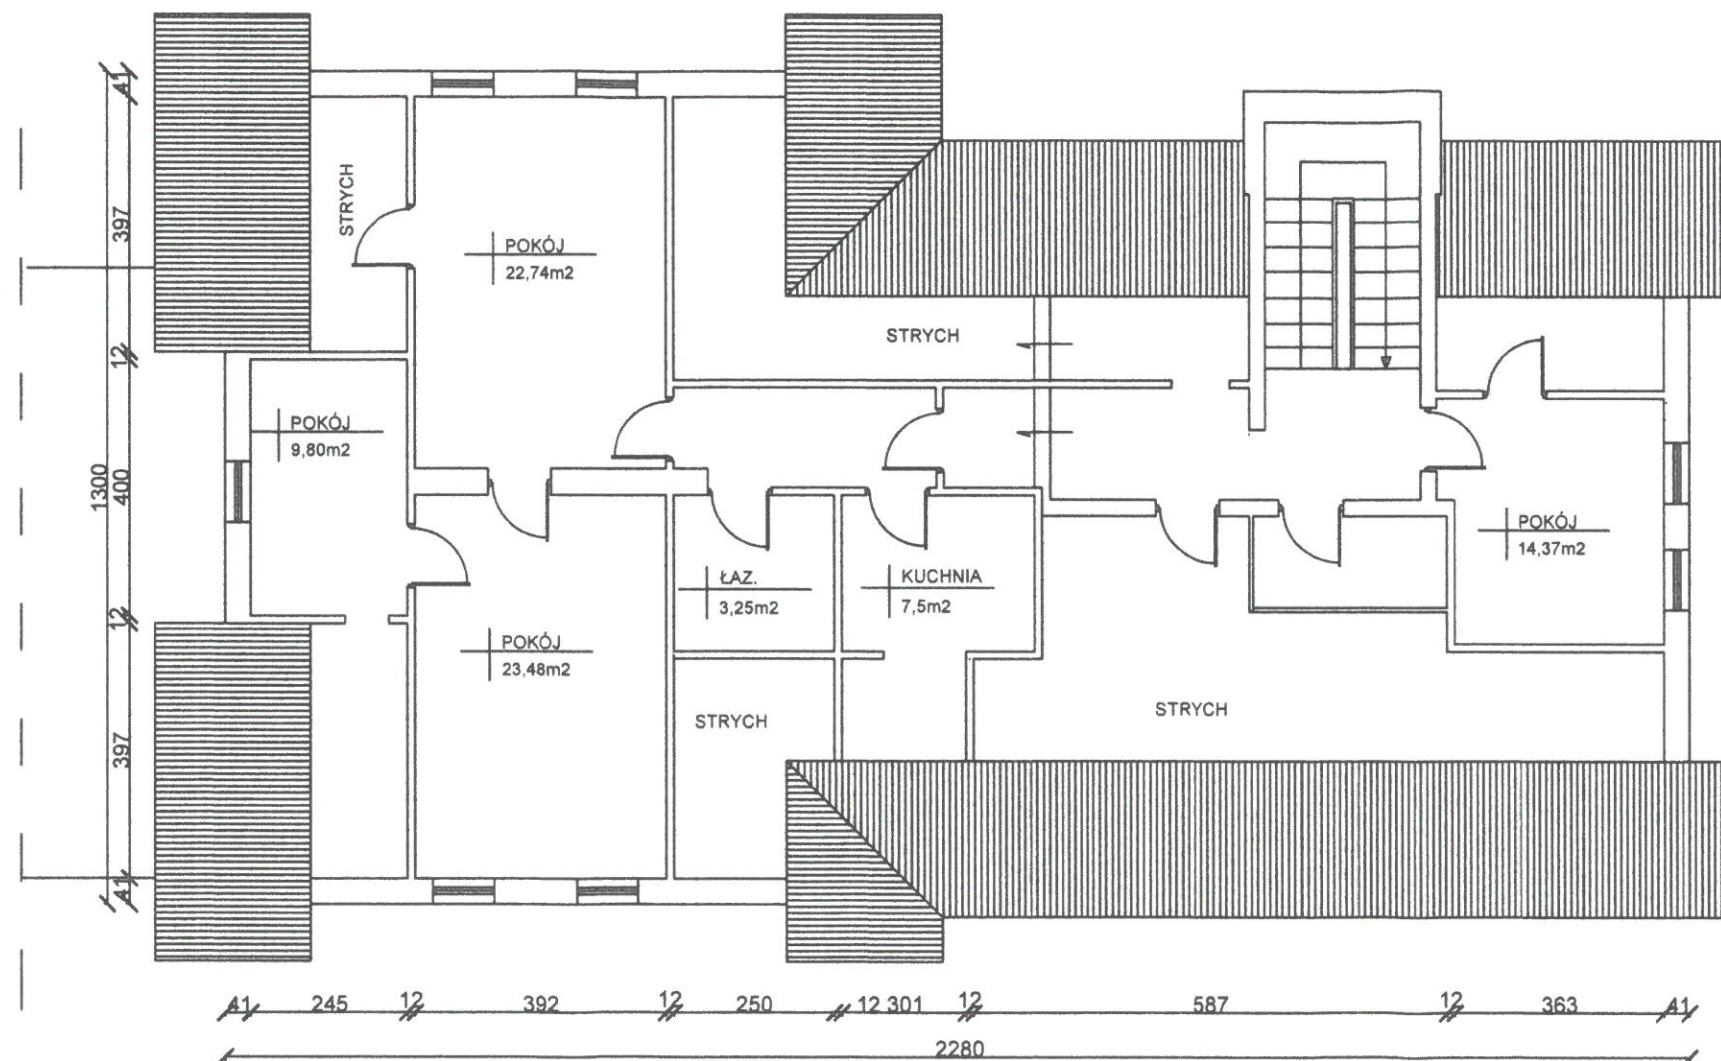 STRYCH
POKÓJ
22,74m2
STRYCH
POKÓJ
9,80m2
POKÓJ
14,37m2
ŁAZ.
3,25m2
KUCHNIA
7,5m2
POKÓJ
23,48m2
STRYCH
STRYCH
41
397
12
400
12
397
41
1300
41
245
12
392
12
250
12
301
12
587
12
363
41
2280